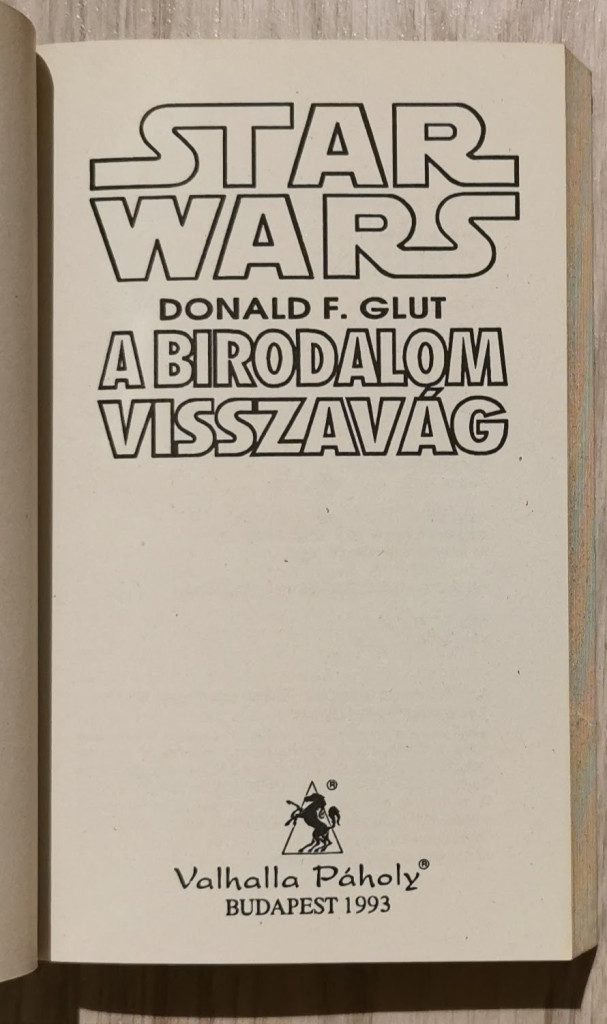 STAR
WARS
DONALD F. GLUT
A BIRODALOM
VISSZAVÁG
®
Valhalla Páholy®
BUDAPEST 1993